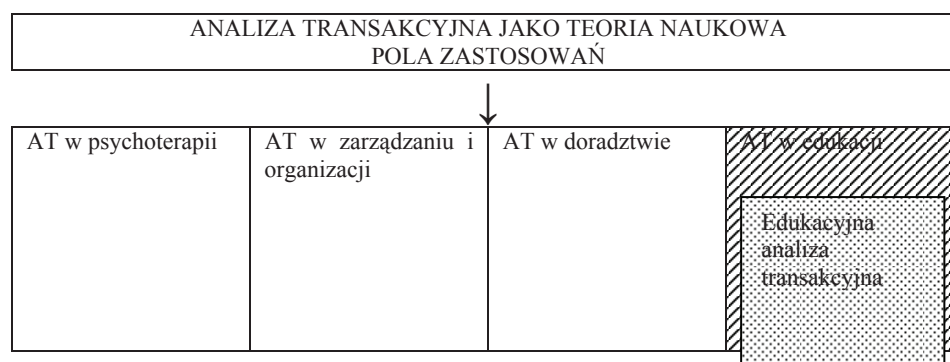 ANALIZA TRANSAKCYJNA JAKO TEORIA NAUKOWA
POLA ZASTOSOWAŃ
AT w psychoterapii
AT w zarządzaniu i
organizacji
AT w doradztwie
AT w edukacji
Edukacyjna
analiza
transakcyjna